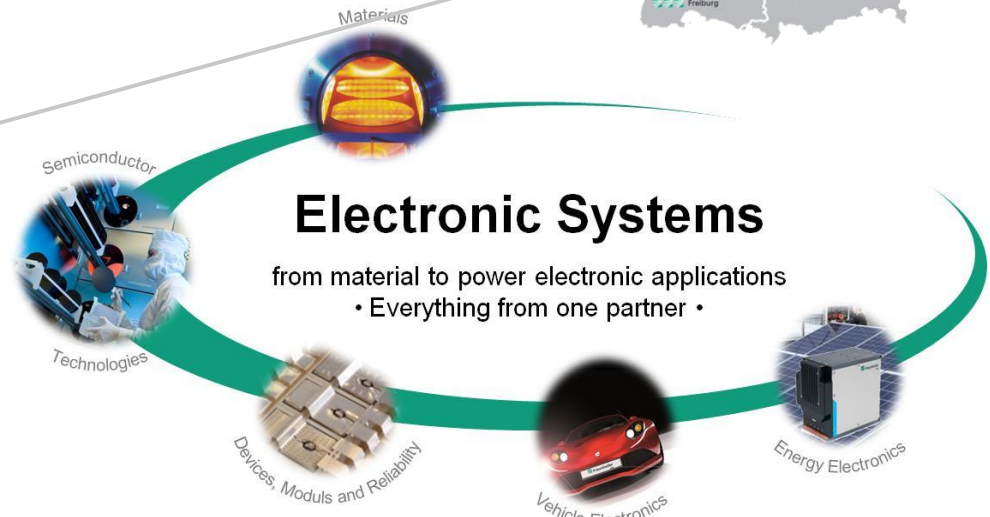 Freiburg
Materials
Semiconductor
Technologies
Electronic Systems
from material to power electronic applications
• Everything from one partner •
Devices, Moduls and Reliability
Vehicle Electronics
Energy Electronics